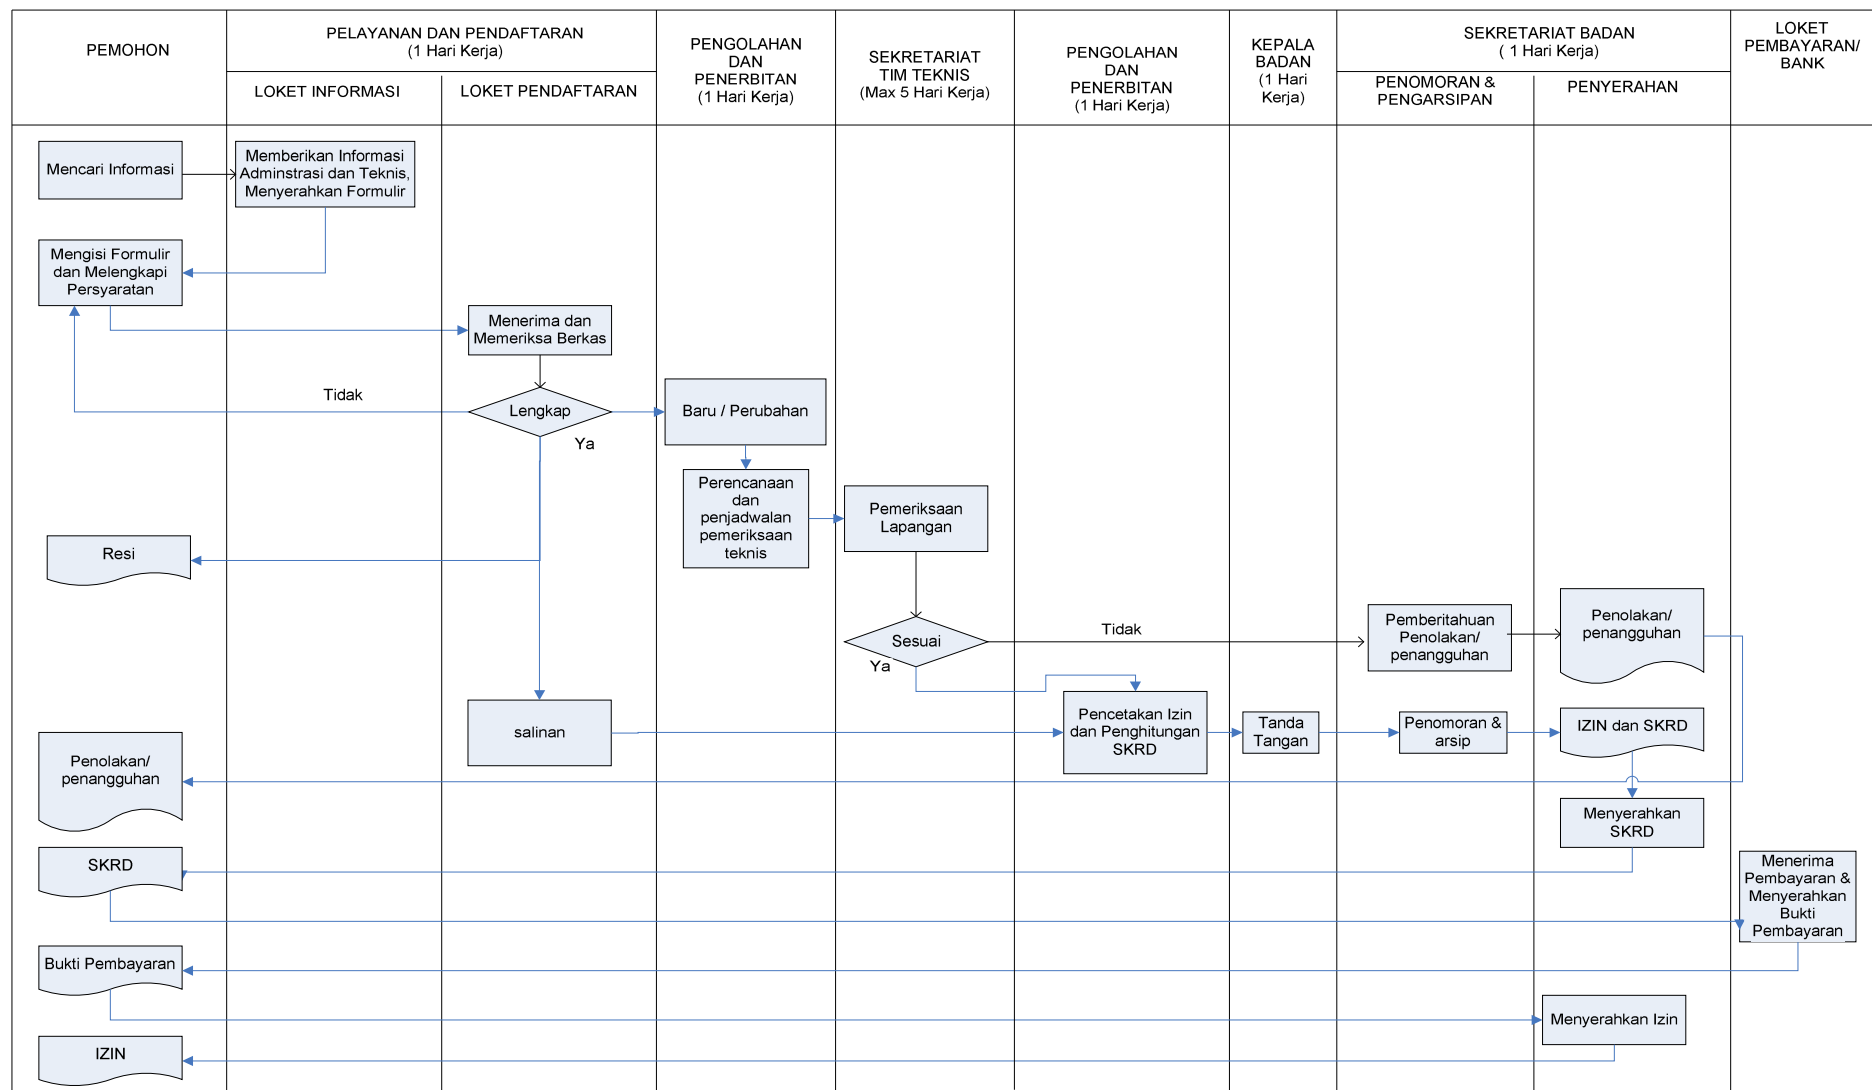 PEMOHON
PELAYANAN DAN PENDAFTARAN
(1 Hari Kerja)
LOKET INFORMASI
LOKET PENDAFTARAN
PENGOLAHAN
DAN
PENERBITAN
(1 Hari Kerja)
SEKRETARIAT
TIM TEKNIS
(Max 5 Hari Kerja)
PENGOLAHAN
DAN
PENERBITAN
(1 Hari Kerja)
KEPALA
BADAN
(1 Hari
Kerja)
SEKRETARIAT BADAN
( 1 Hari Kerja)
PENOMORAN &
PENGARSIPAN
PENYERAHAN
LOKET
PEMBAYARAN/
BANK
Mencari Informasi
Memberikan Informasi
Adminstrasi dan Teknis,
Menyerahkan Formulir
Mengisi Formulir
dan Melengkapi
Persyaratan
Menerima dan
Memeriksa Berkas
Tidak
Lengkap
Ya
Baru / Perubahan
Perencanaan
dan
penjadwalan
pemeriksaan
teknis
Pemeriksaan
Lapangan
Resi
Sesuai
Ya
Tidak
Pemberitahuan
Penolakan/
penangguhan
Penolakan/
penangguhan
salinan
Pencetakan Izin
dan Penghitungan
SKRD
Tanda
Tangan
Penomoran &
arsip
IZIN dan SKRD
Penolakan/
penangguhan
Menyerahkan
SKRD
SKRD
Menerima
Pembayaran &
Menyerahkan
Bukti
Pembayaran
Bukti Pembayaran
Menyerahkan Izin
IZIN